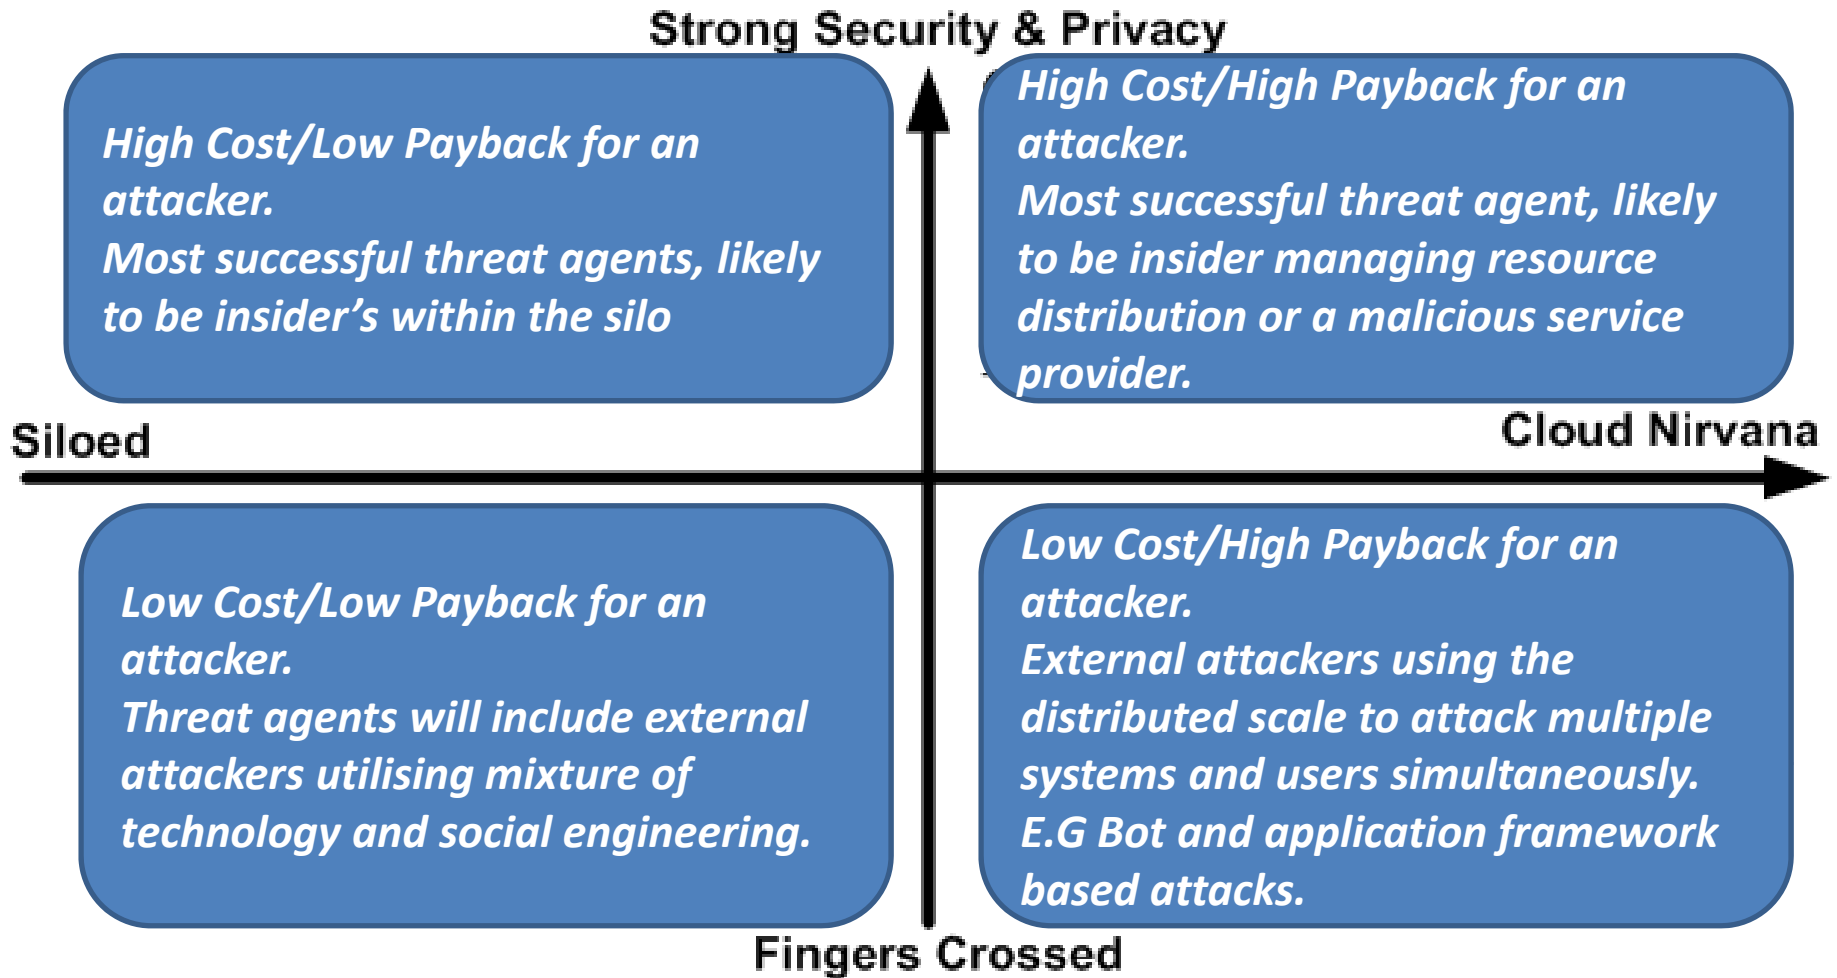 Strong Security & Privacy
High Cost/Low Payback for an
attacker.
Most successful threat agents, likely
to be insider’s within the silo
High Cost/High Payback for an
attacker.
Most successful threat agent, likely
to be insider managing resource
distribution or a malicious service
provider.
Siloed
Cloud Nirvana
Low Cost/Low Payback for an
attacker.
Threat agents will include external
attackers utilising mixture of
technology and social engineering.
Low Cost/High Payback for an
attacker.
External attackers using the
distributed scale to attack multiple
systems and users simultaneously.
E.G Bot and application framework
based attacks.
Fingers Crossed